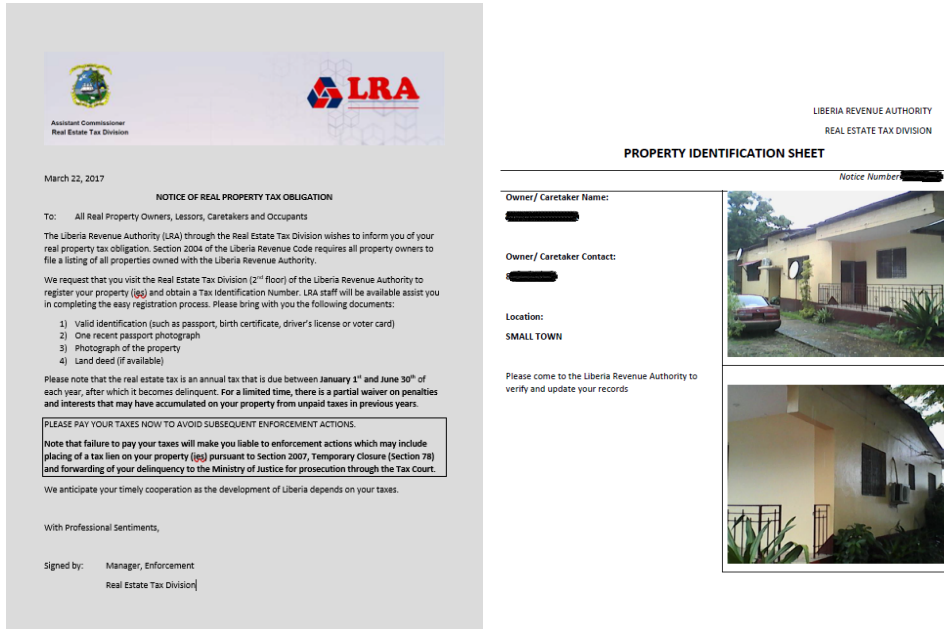 Assistant Commissioner
Real Estate Tax Division
LRA
March 22, 2017
NOTICE OF REAL PROPERTY TAX OBLIGATION
To: All Real Property Owners, Lessors, Caretakers and Occupants
The Liberia Revenue Authority (LRA) through the Real Estate Tax Division wishes to inform you of your
real property tax obligation. Section 2004 of the Liberia Revenue Code requires all property owners to
file a listing of all properties owned with the Liberia Revenue Authority.
We request that you visit the Real Estate Tax Division (2nd floor) of the Liberia Revenue Authority to
register your property (ies) and obtain a Tax Identification Number. LRA staff will be available assist you
in completing the easy registration process. Please bring with you the following documents:
1) Valid identification (such as passport, birth certificate, driver's license or voter card)
2) One recent passport photograph
3) Photograph of the property
4) Land deed (if available)
Please note that the real estate tax is an annual tax that is due between January 1st and June 30th of
each year, after which it becomes delinquent. For a limited time, there is a partial waiver on penalties
and interests that may have accumulated on your property from unpaid taxes in previous years.
PLEASE PAY YOUR TAXES NOW TO AVOID SUBSEQUENT ENFORCEMENT ACTIONS.
Note that failure to pay your taxes will make you liable to enforcement actions which may include
placing of a tax lien on your property (ies) pursuant to Section 2007, Temporary Closure (Section 78)
and forwarding of your delinquency to the Ministry of Justice for prosecution through the Tax Court.
We anticipate your timely cooperation as the development of Liberia depends on your taxes.
With Professional Sentiments,
Signed by: Manager, Enforcement
Real Estate Tax Division
LIBERIA REVENUE AUTHORITY
REAL ESTATE TAX DIVISION
PROPERTY IDENTIFICATION SHEET
Notice Number
Owner/ Caretaker Name:
Owner/ Caretaker Contact:
Location:
SMALL TOWN
Please come to the Liberia Revenue Authority to
verify and update your records